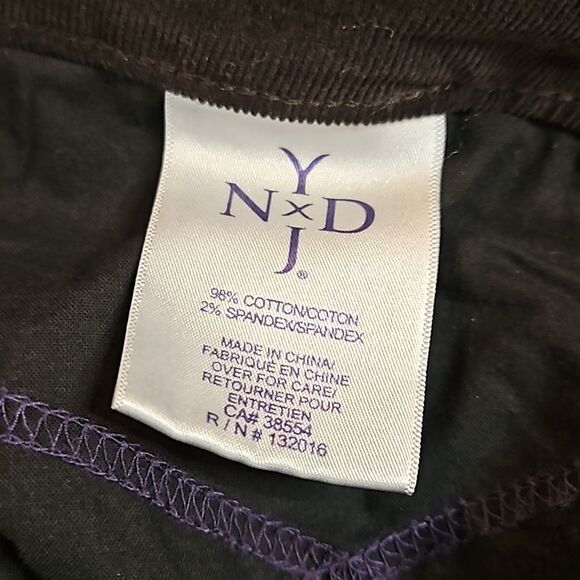 Y
N x D
J®
98% COTTON/COTON
2% SPANDEX/SPANDEX
MADE IN CHINA/
FABRIQUÉ EN CHINE
OVER FOR CARE/
RETOURNER POUR
ENTRETIEN
CA# 38554
R / N # 132016